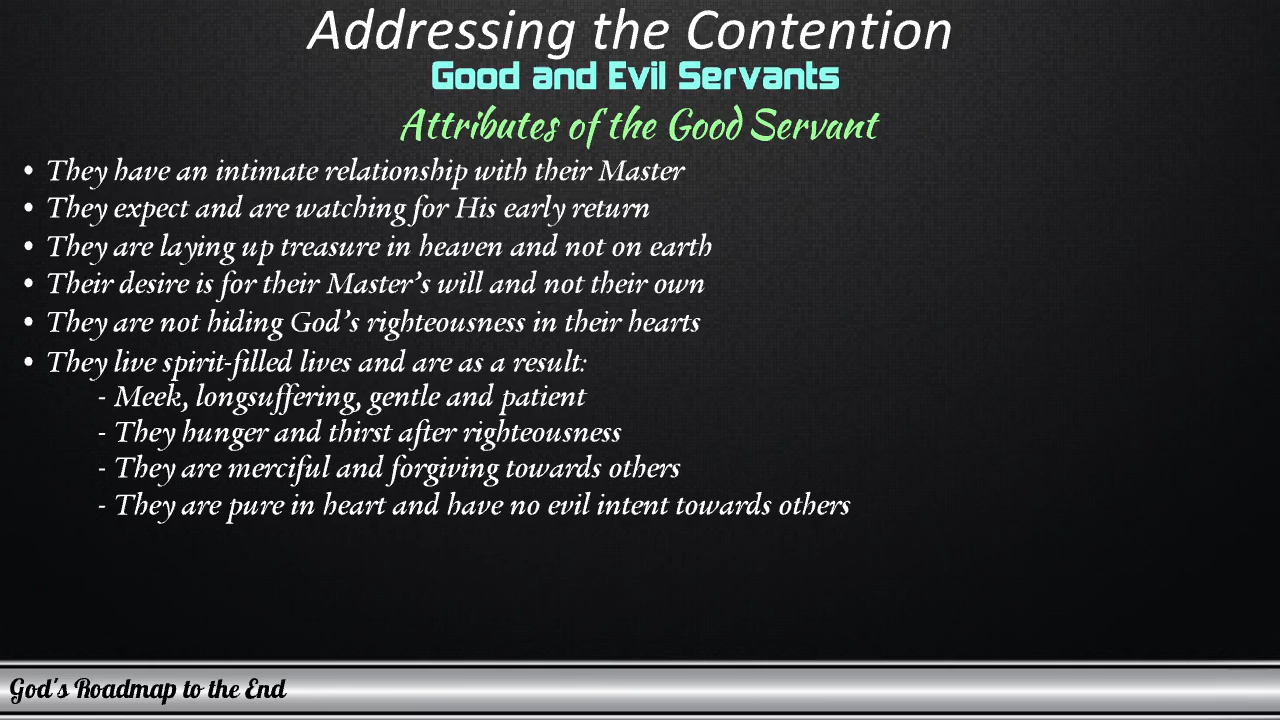 Addressing the Contention
Good and Evil Servants
Attributes of the Good Servant
• They have an intimate relationship with their Master
• They expect and are watching for His early return
• They are laying up treasure in heaven and not on earth
• Their desire is for their Master's will and not their own
• They are not hiding God's righteousness in their hearts
• They live spirit-filled lives and are as a result:
- Meek, longsuffering, gentle and patient
- They hunger and thirst after righteousness
- They are merciful and forgiving towards others
- They are pure in heart and have no evil intent towards others
God's Roadmap to the End